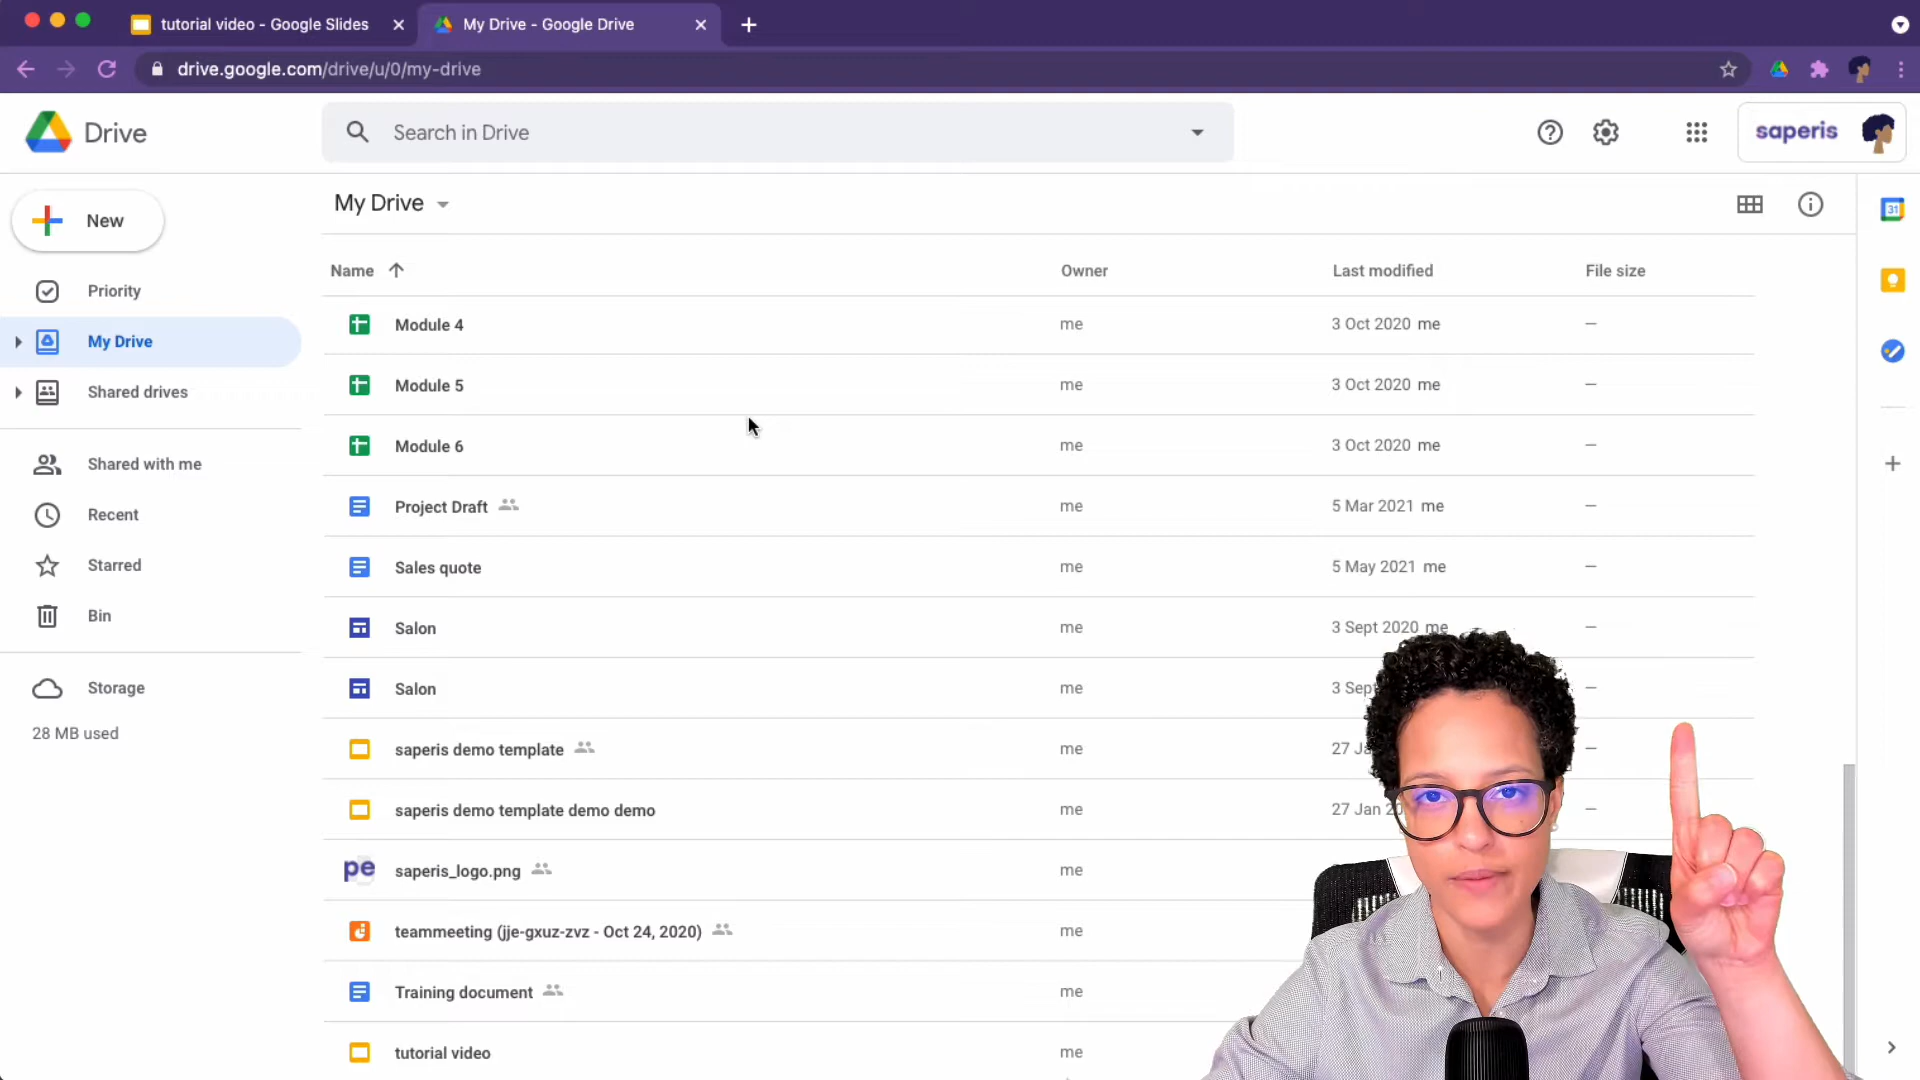 tutorial video - Google Slides
My Drive - Google Drive
drive.google.com/drive/u/0/my-drive
Drive
Search in Drive
saperis
New
My Drive
31
Name
Owner
Last modified
File size
Priority
Module 4 me 3 Oct 2020 me –
My Drive
Module 5 me 3 Oct 2020 me –
Shared drives
Module 6 me 3 Oct 2020 me –
Shared with me
Project Draft me 5 Mar 2021 me –
Recent
Sales quote me 5 May 2021 me –
Starred
Salon me 3 Sept 2020 me –
Bin
Salon me 3 Sep –
Storage
28 MB used
saperis demo template me 27 Ja –
saperis demo template demo demo me 27 Jan 20 –
pe saperis_logo.png me
teammeeting (jje-gxuz-zvz - Oct 24, 2020) me
Training document me
tutorial video me